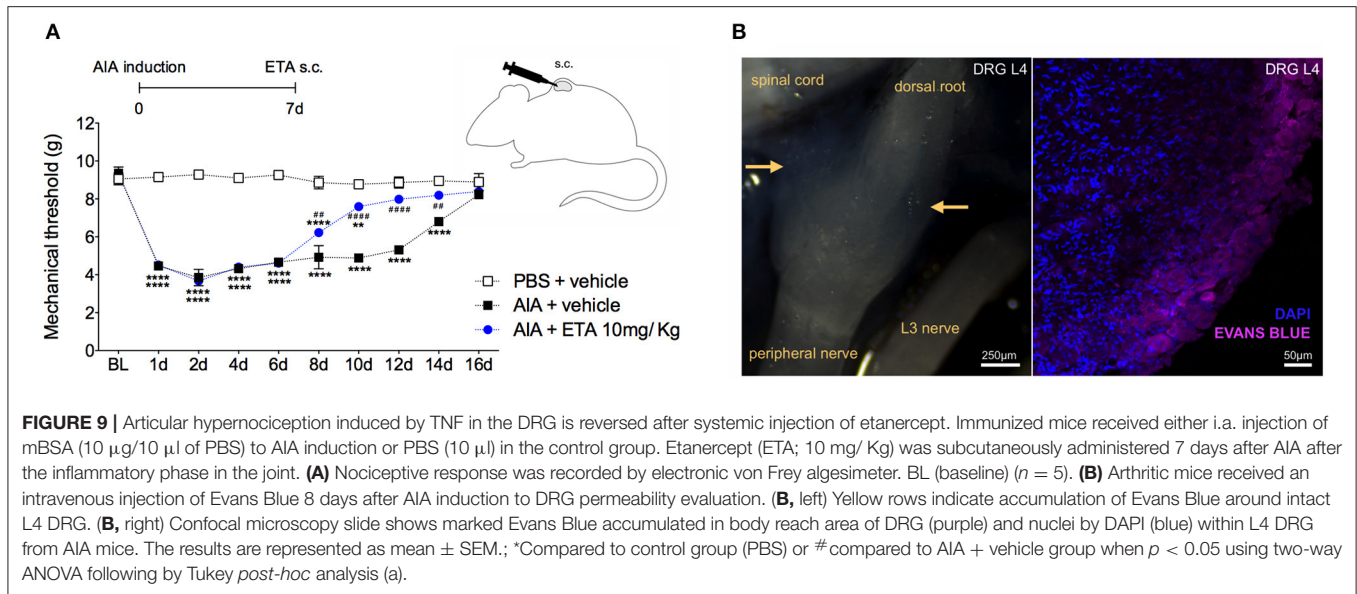 A
AIA induction
ETA s.c.
0
7d
s.c.
Mechanical threshold (g)
12
10
8
6
4
2
0
##
****
####
**
####
##
****
****
****
****
****
****
****
****
****
****
****
****
BL 1d 2d 4d 6d 8d 10d 12d 14d 16d
PBS + vehicle
AIA + vehicle
AIA + ETA 10mg/ Kg
B
DRG L4
spinal cord
dorsal root
L3 nerve
peripheral nerve
250µm
DRG L4
DAPI
EVANS BLUE
50µm
FIGURE 9 | Articular hypernociception induced by TNF in the DRG is reversed after systemic injection of etanercept. Immunized mice received either i.a. injection of
mBSA (10 μg/10 μl of PBS) to AIA induction or PBS (10 μl) in the control group. Etanercept (ETA; 10 mg/ Kg) was subcutaneously administered 7 days after AIA after
the inflammatory phase in the joint. (A) Nociceptive response was recorded by electronic von Frey algesimeter. BL (baseline) (n = 5). (B) Arthritic mice received an
intravenous injection of Evans Blue 8 days after AIA induction to DRG permeability evaluation. (B, left) Yellow rows indicate accumulation of Evans Blue around intact
L4 DRG. (B, right) Confocal microscopy slide shows marked Evans Blue accumulated in body reach area of DRG (purple) and nuclei by DAPI (blue) within L4 DRG
from AIA mice. The results are represented as mean ± SEM.; *Compared to control group (PBS) or #compared to AIA + vehicle group when p < 0.05 using two-way
ANOVA following by Tukey post-hoc analysis (a).